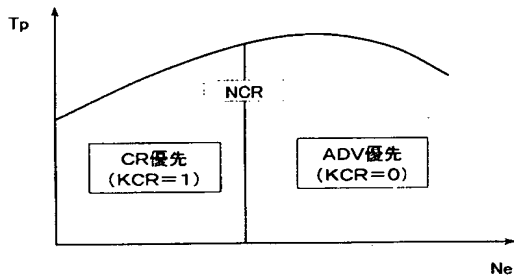 Tp
NCR
CR優先
(KCR=1)
ADV優先
(KCR=0)
Ne